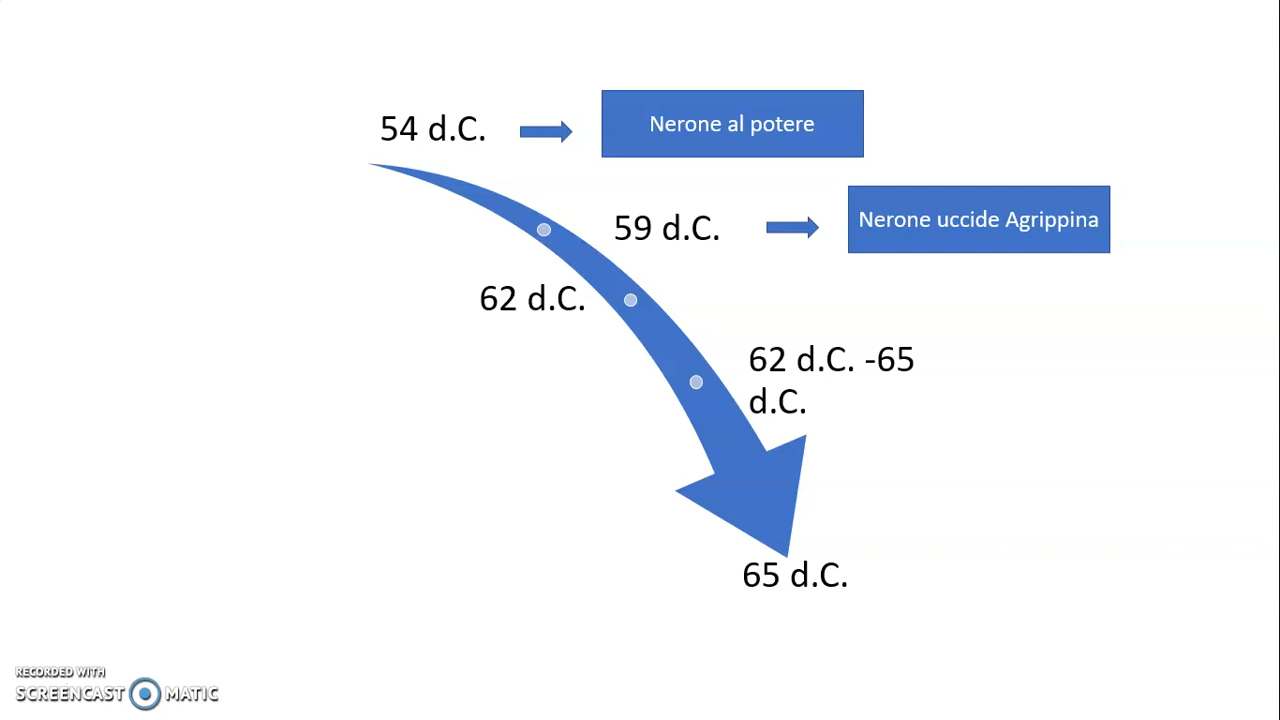 54 d.C.
Nerone al potere
59 d.C.
Nerone uccide Agrippina
62 d.C.
62 d.C. -65
d.C.
65 d.C.
RECORDED WITH
SCREENCAST MATIC